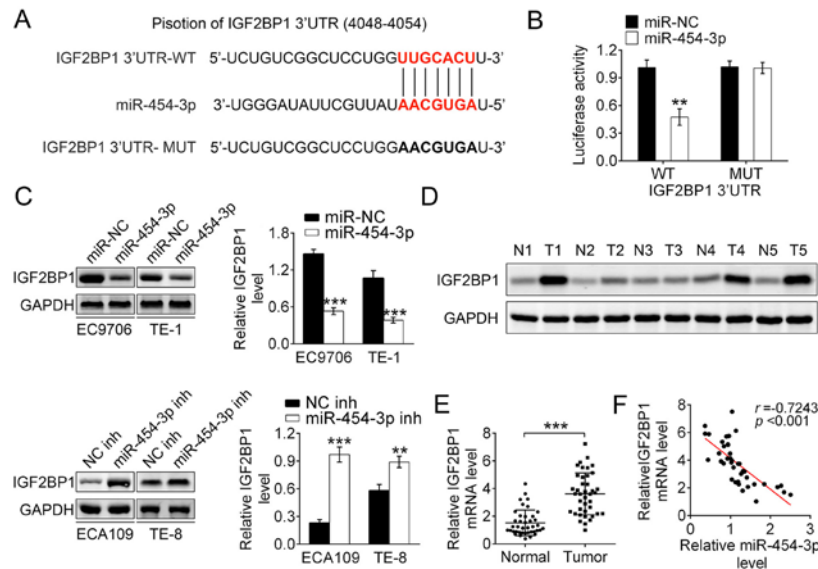 A
Pisotion of IGF2BP1 3'UTR (4048-4054)
IGF2BP1 3'UTR-WT 5'-UCUGUCGGCUCCUGGUUGCACUU-3'
miR-454-3p 3'-UGGGAUAUUCGUUAUAACGUGAU-5'
IGF2BP1 3'UTR- MUT 5'-UCUGUCGGCUCCUGGAACGUGAU-3'
B
miR-NC
miR-454-3p
Luciferase activity
1.2
0.9
0.6
0.3
0.0
**
WT MUT
IGF2BP1 3'UTR
C
miR-NC
miR-454-3p
miR-NC
miR-454-3p
IGF2BP1
GAPDH
EC9706 TE-1
miR-NC
miR-454-3p
Relative IGF2BP1
level
1.8
1.2
0.6
0.0
*** ***
EC9706 TE-1
NC inh
miR-454-3p inh
NC inh
miR-454-3p inh
IGF2BP1
GAPDH
ECA109 TE-8
NC inh
miR-454-3p inh
Relative IGF2BP1
level
1.2
0.9
0.6
0.3
0.0
*** **
ECA109 TE-8
D
N1 T1 N2 T2 N3 T3 N4 T4 N5 T5
IGF2BP1
GAPDH
E
Relative IGF2BP1
mRNA level
8
6
4
2
0
***
Normal Tumor
F
RelativeIGF2BP1
mRNA level
8
6
4
2
0
r=-0.7243
p <0.001
0 1 2 3
Relative miR-454-3p
level